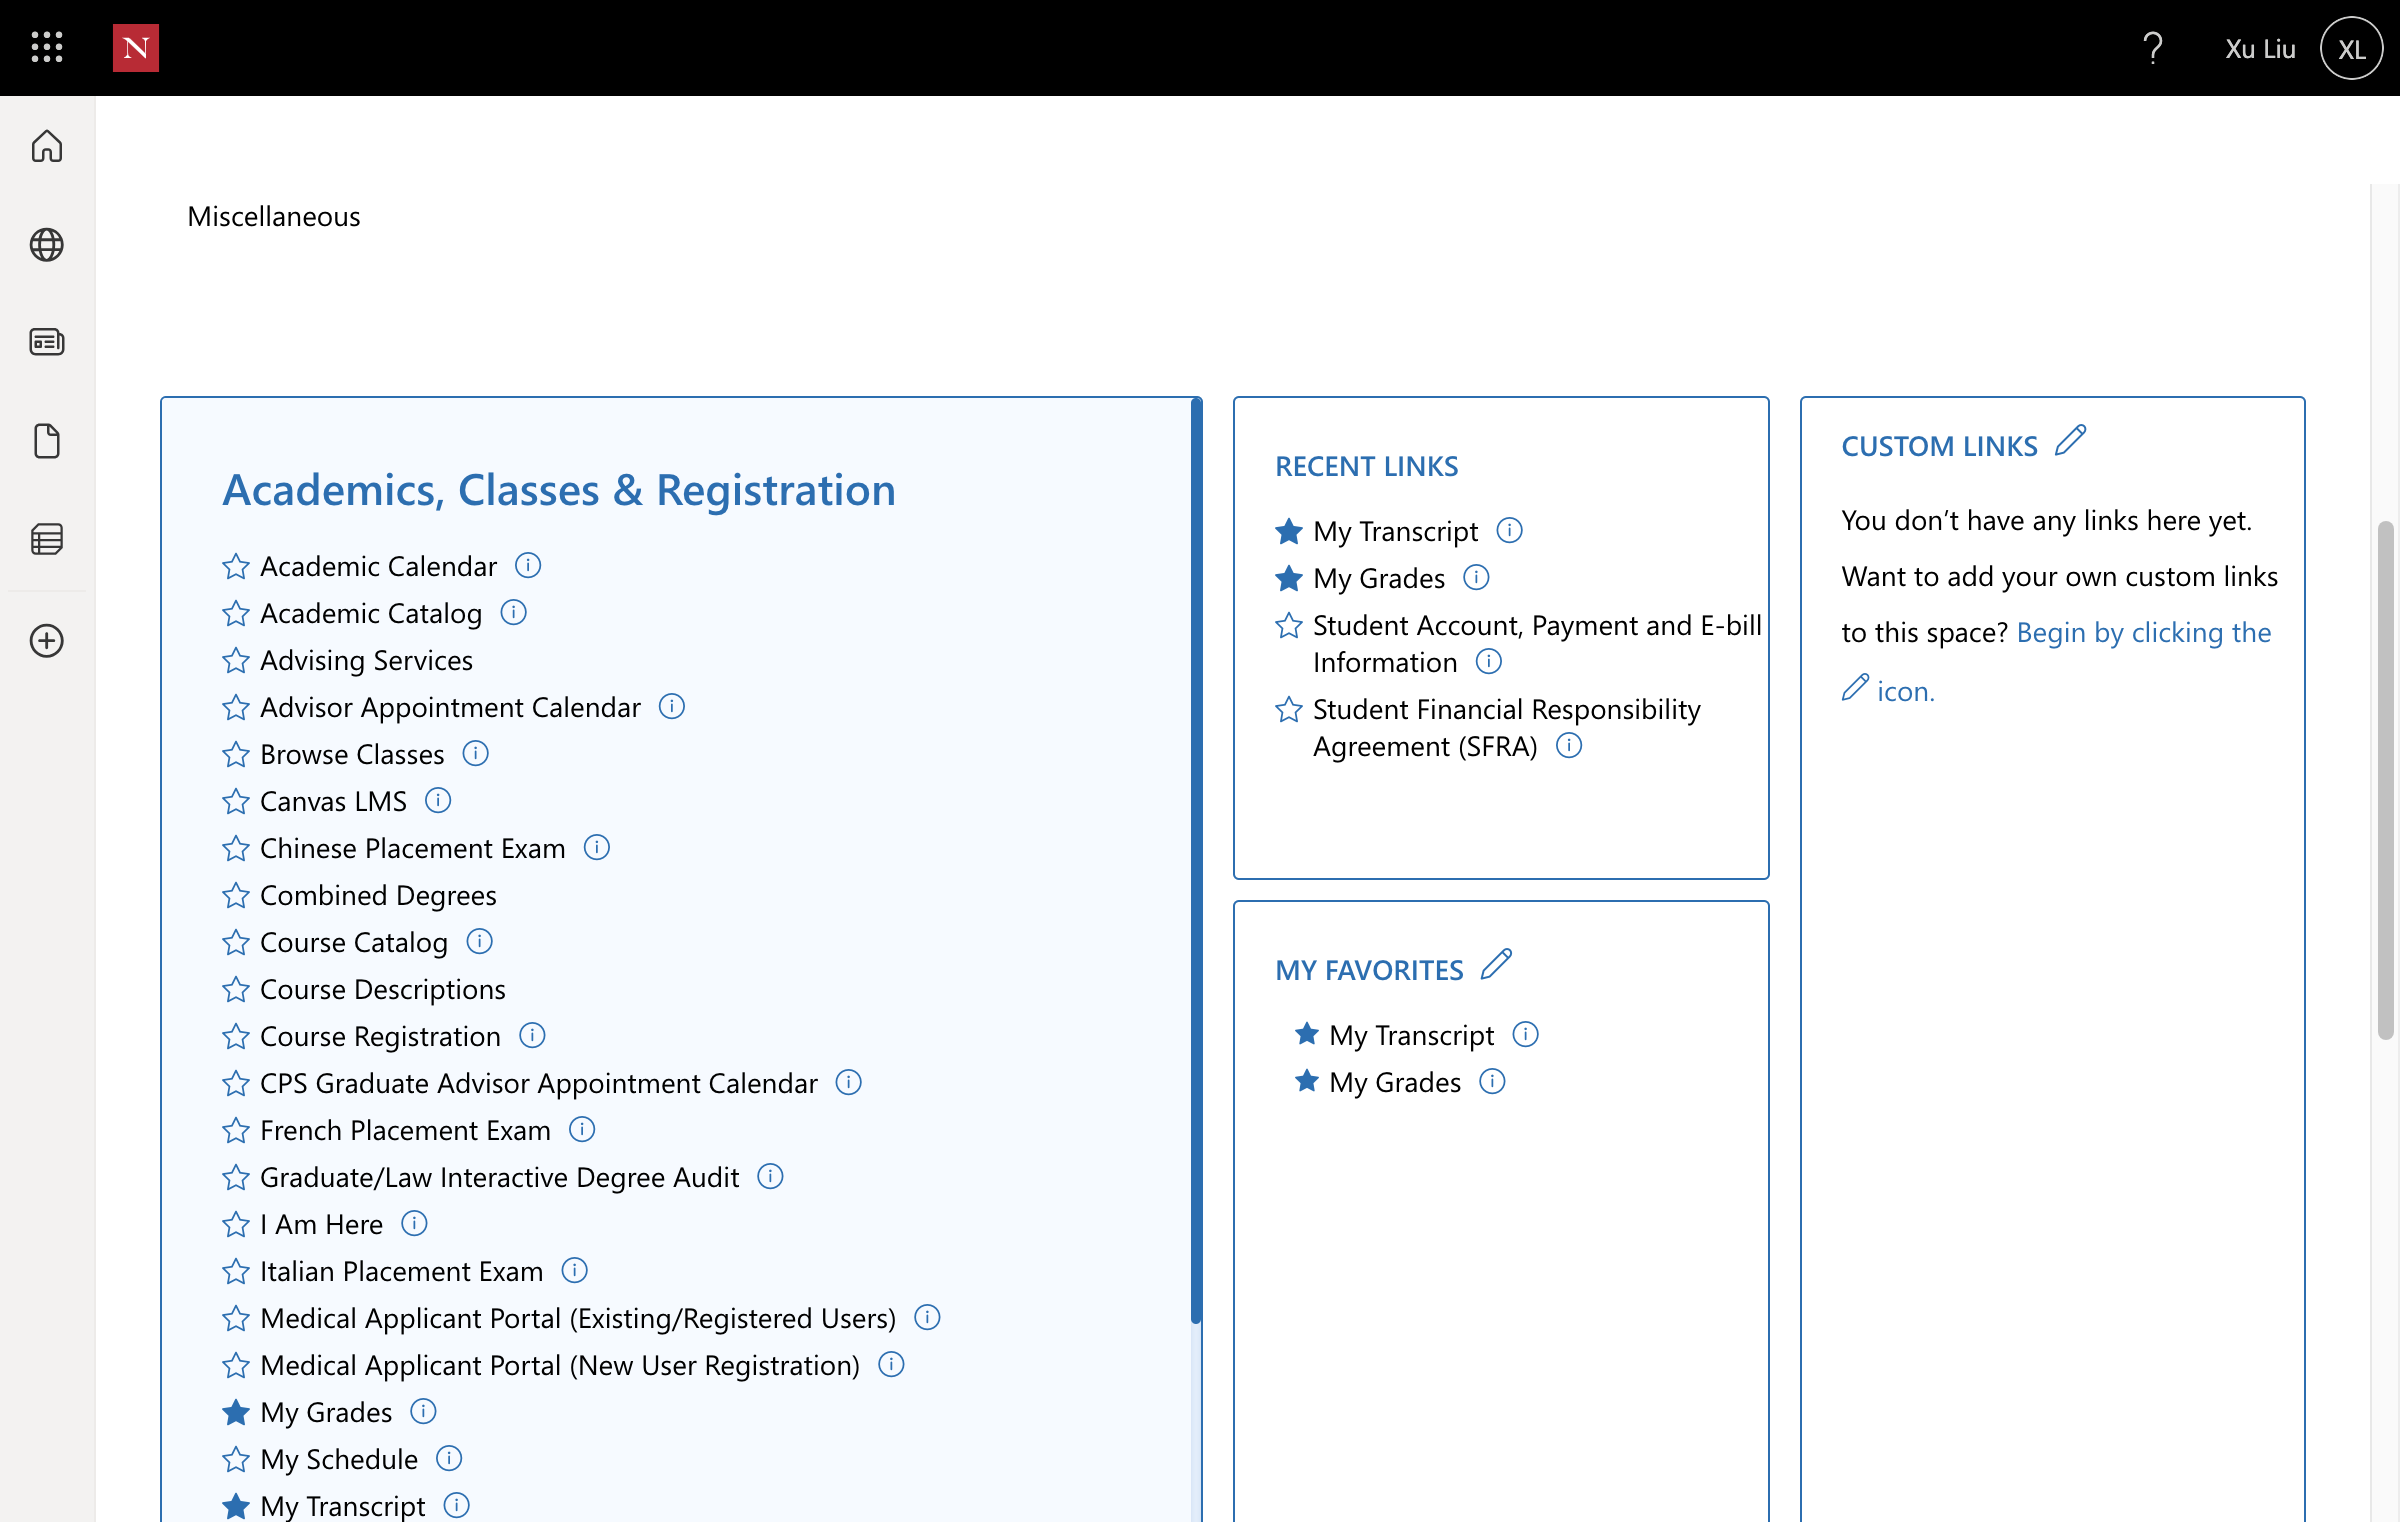 N
Xu Liu
XL
Miscellaneous
Academics, Classes & Registration
Academic Calendar
Academic Catalog
Advising Services
Advisor Appointment Calendar
Browse Classes
Canvas LMS
Chinese Placement Exam
Combined Degrees
Course Catalog
Course Descriptions
Course Registration
CPS Graduate Advisor Appointment Calendar
French Placement Exam
Graduate/Law Interactive Degree Audit
I Am Here
Italian Placement Exam
Medical Applicant Portal (Existing/Registered Users)
Medical Applicant Portal (New User Registration)
My Grades
My Schedule
My Transcript
RECENT LINKS
My Transcript
My Grades
Student Account, Payment and E-bill
Information
Student Financial Responsibility
Agreement (SFRA)
MY FAVORITES
My Transcript
My Grades
CUSTOM LINKS
You don’t have any links here yet.
Want to add your own custom links
to this space? Begin by clicking the
icon.